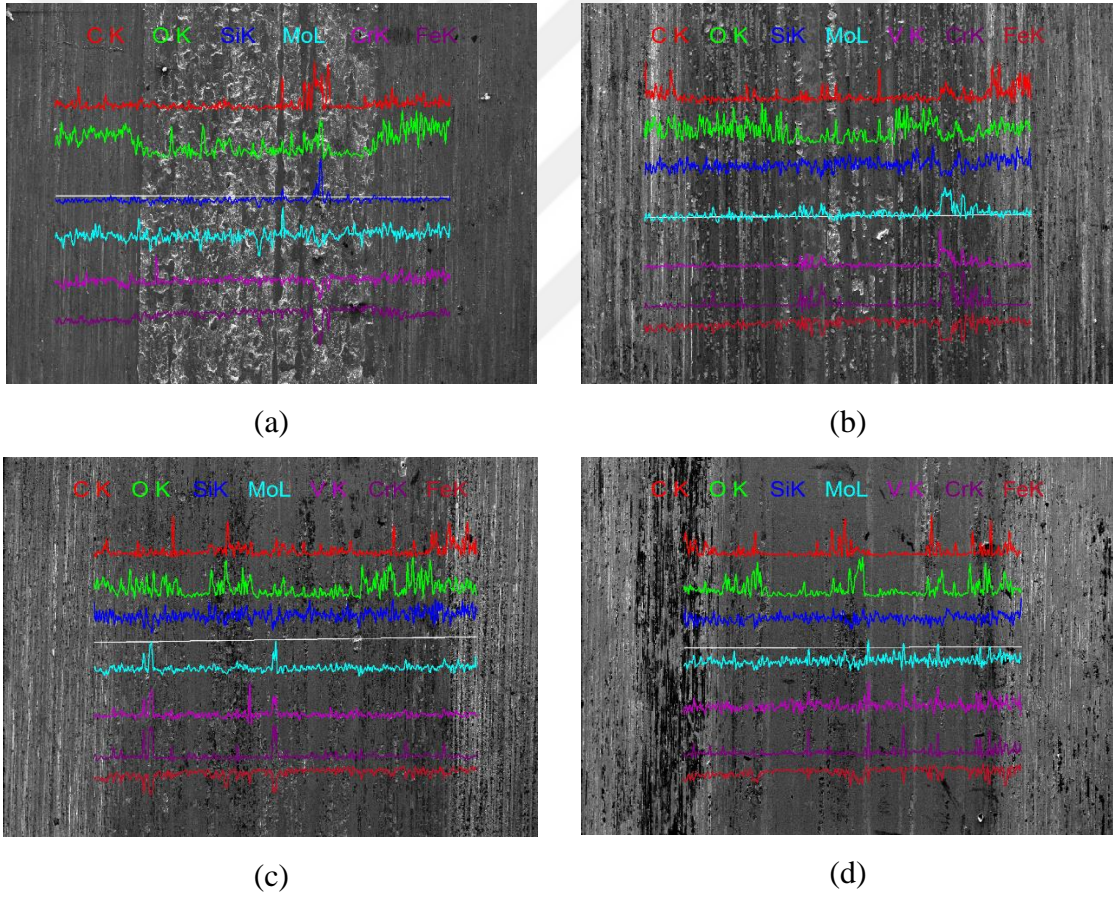 C K O K SiK MoL CrK FeK
C K O K SiK MoL V K CrK FeK
(a)
(b)
C K O K SiK MoL V K CrK FeK
C K O K SiK MoL V K CrK FeK
(c)
(d)